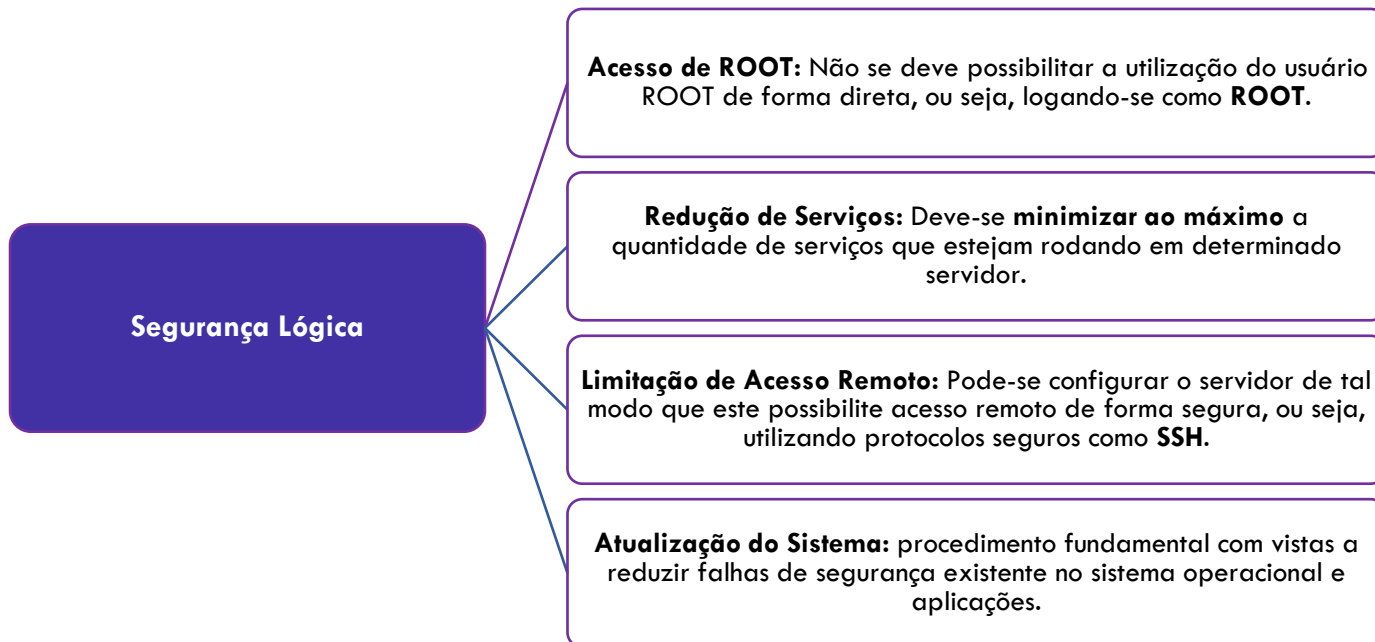 Segurança Lógica
Acesso de ROOT: Não se deve possibilitar a utilização do usuário
ROOT de forma direta, ou seja, logando-se como ROOT.
Redução de Serviços: Deve-se minimizar ao máximo a
quantidade de serviços que estejam rodando em determinado
servidor.
Limitação de Acesso Remoto: Pode-se configurar o servidor de tal
modo que este possibilite acesso remoto de forma segura, ou seja,
utilizando protocolos seguros como SSH.
Atualização do Sistema: procedimento fundamental com vistas a
reduzir falhas de segurança existente no sistema operacional e
aplicações.